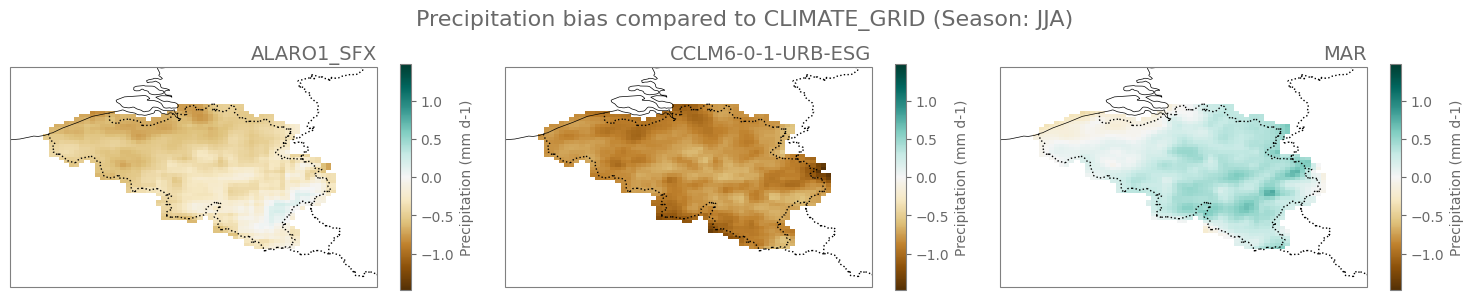 Precipitation bias compared to CLIMATE_GRID (Season: JJA)
ALARO1_SFX
1.0
0.5
0.0
−0.5
−1.0
Precipitation (mm d-1)
CCLM6-0-1-URB-ESG
1.0
0.5
0.0
−0.5
−1.0
Precipitation (mm d-1)
MAR
1.0
0.5
0.0
−0.5
−1.0
Precipitation (mm d-1)